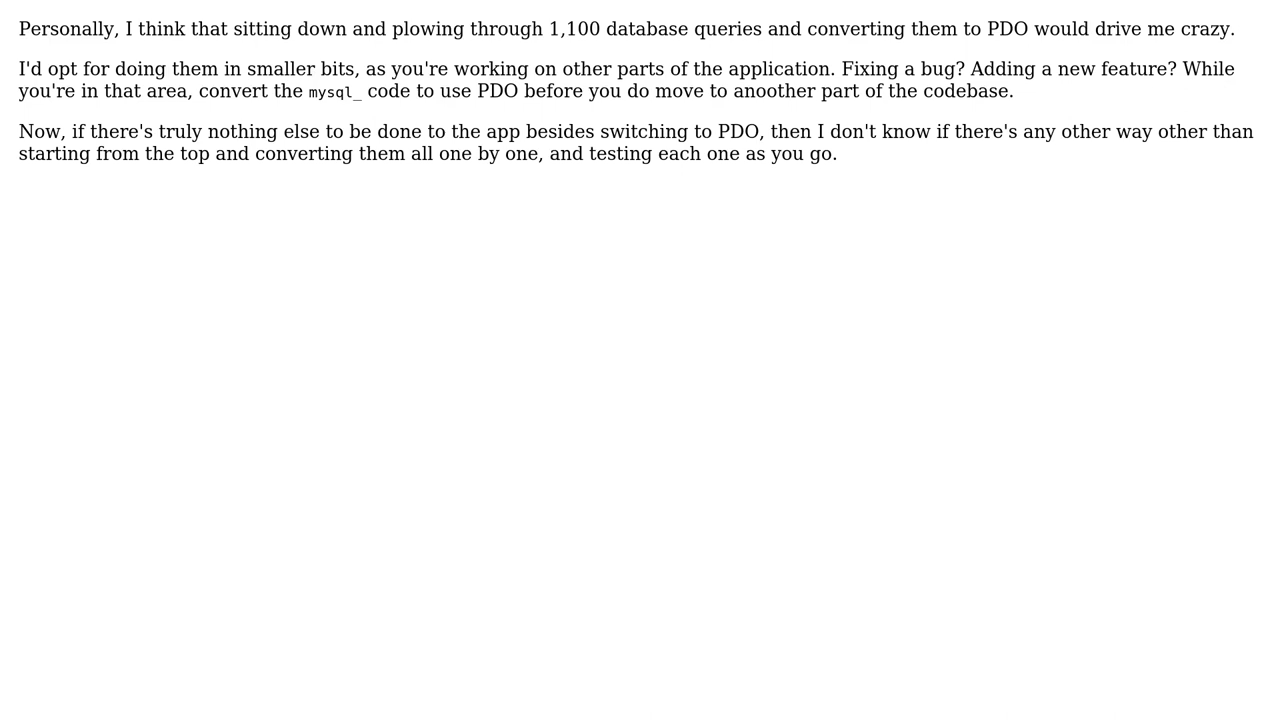 Personally, I think that sitting down and plowing through 1,100 database queries and converting them to PDO would drive me crazy.
I'd opt for doing them in smaller bits, as you're working on other parts of the application. Fixing a bug? Adding a new feature? While
you're in that area, convert the mysql_ code to use PDO before you do move to anoother part of the codebase.
Now, if there's truly nothing else to be done to the app besides switching to PDO, then I don't know if there's any other way other than
starting from the top and converting them all one by one, and testing each one as you go.